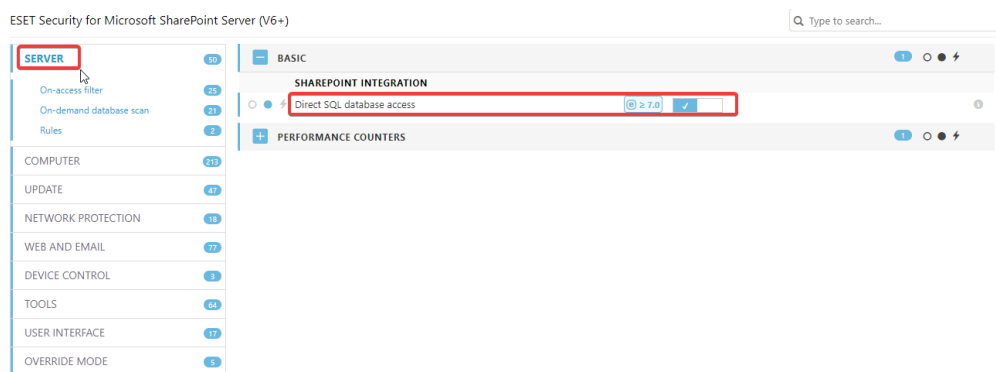 ESET Security for Microsoft SharePoint Server (V6+)
Type to search...
SERVER 50
On-access filter 25
On-demand database scan 21
Rules 2
COMPUTER 213
UPDATE 47
NETWORK PROTECTION 18
WEB AND EMAIL 77
DEVICE CONTROL 3
TOOLS 64
USER INTERFACE 17
OVERRIDE MODE 5
BASIC 1
SHAREPOINT INTEGRATION
Direct SQL database access ≥ 7.0
PERFORMANCE COUNTERS 1